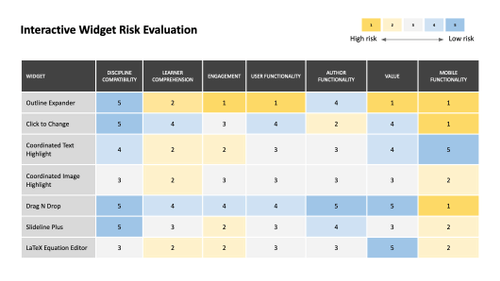 Interactive Widget Risk Evaluation
1 2 3 4 5
High risk Low risk
WIDGET DISCIPLINE COMPATIBILITY LEARNER COMPREHENSION ENGAGEMENT USER FUNCTIONALITY AUTHOR FUNCTIONALITY VALUE MOBILE FUNCTIONALITY
Outline Expander 5 2 1 1 4 1 1
Click to Change 5 4 3 4 2 4 1
Coordinated Text Highlight 4 2 2 3 3 4 5
Coordinated Image Highlight 3 2 3 3 3 3 2
Drag N Drop 5 4 4 4 5 5 1
Slideline Plus 5 3 2 3 4 3 2
LaTeX Equation Editor 3 2 2 3 3 5 2